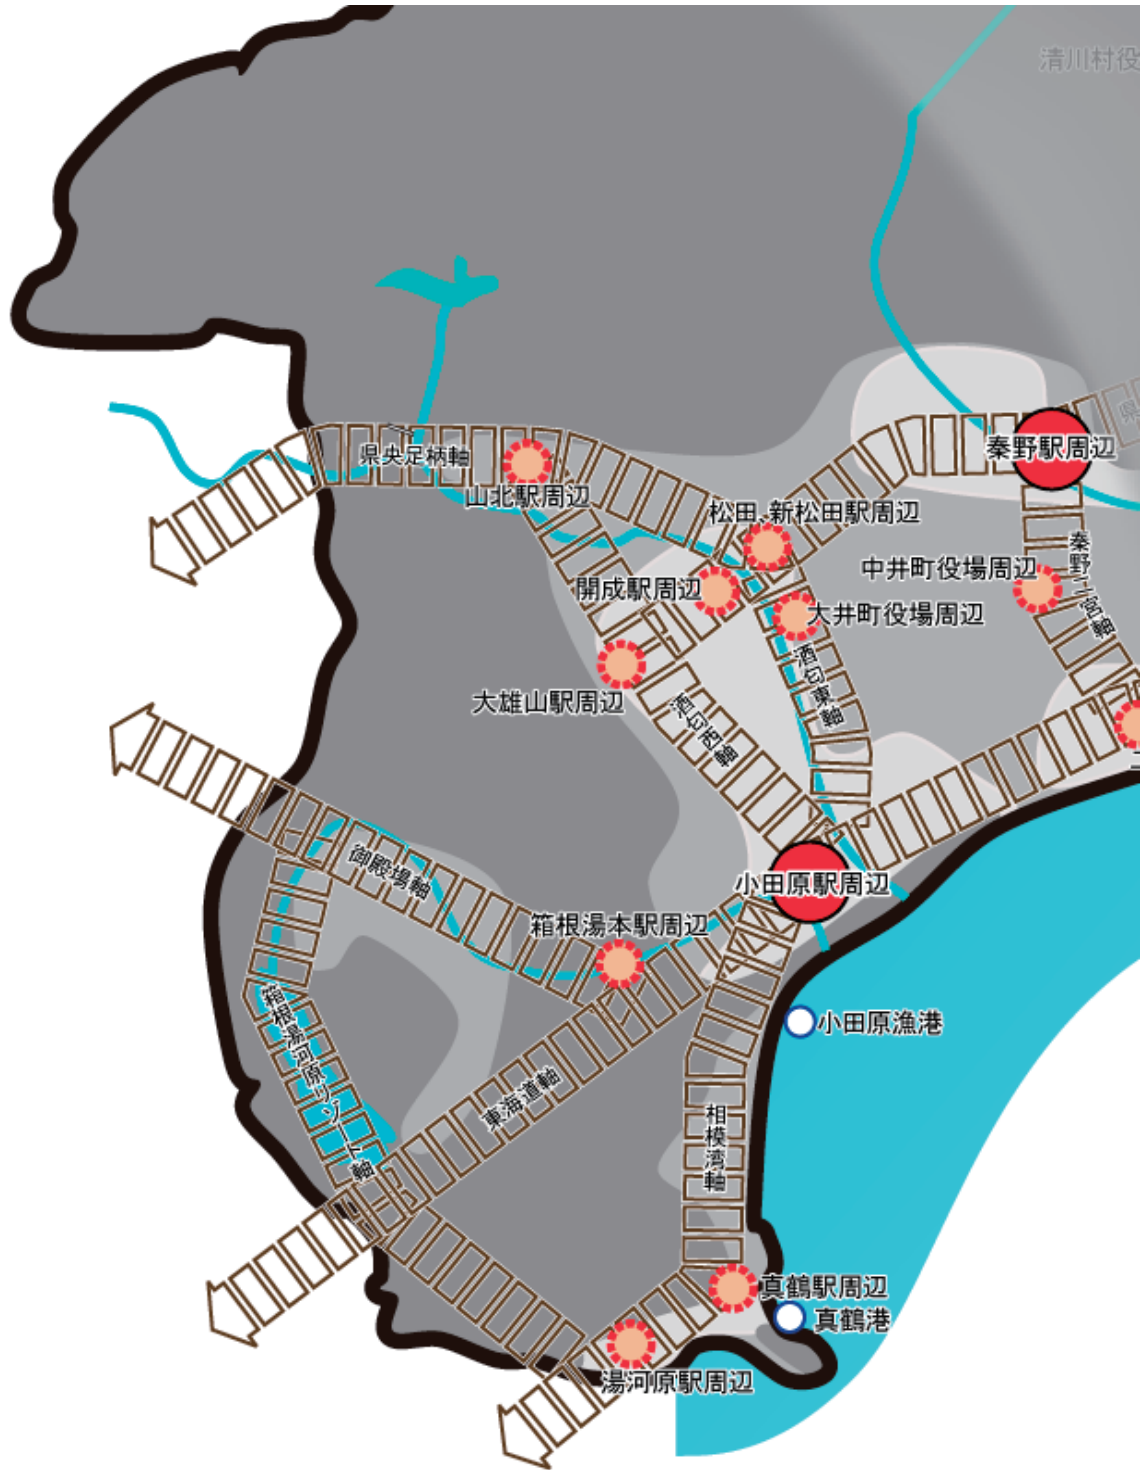 清川村役
県
秦野駅周辺
県央足柄軸
山北駅周辺
松田、新松田駅周辺
秦野二宮軸
中井町役場周辺
開成駅周辺
大井町役場周辺
酒匂東軸
大雄山駅周辺
酒匂西軸
御殿場軸
小田原駅周辺
箱根湯本駅周辺
箱根湯河原リゾート軸
小田原漁港
東海道軸
相模湾軸
真鶴駅周辺
真鶴港
湯河原駅周辺